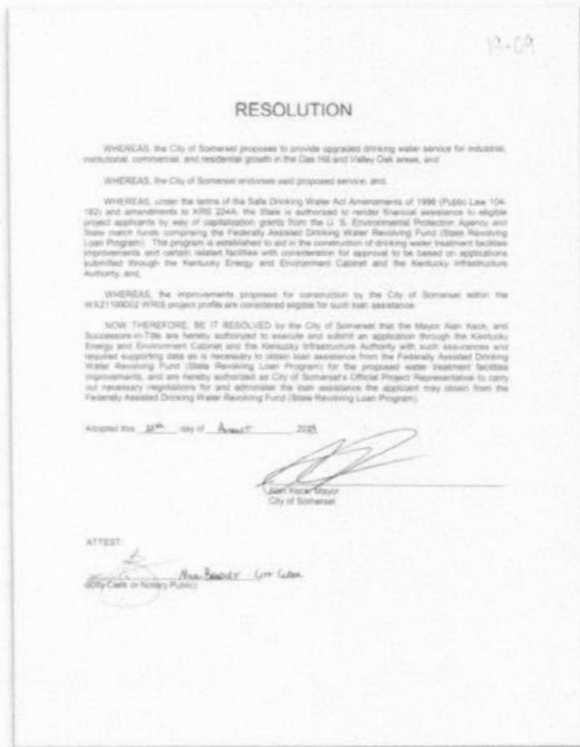 19-09
RESOLUTION
WHEREAS, the City of Somerset proposes to provide upgraded drinking water service for industrial,
institutional, commercial, and residential growth in the Oak Hill and Valley Oak areas, and
WHEREAS, the City of Somerset endorses said proposed service, and,
WHEREAS, under the terms of the Safe Drinking Water Act Amendments of 1996 (Public Law 104-
182) and amendments to KRS 224A, the State is authorized to render financial assistance to eligible
project applicants by way of capitalization grants from the U. S. Environmental Protection Agency and
State match funds comprising the Federally Assisted Drinking Water Revolving Fund (State Revolving
Loan Program). This program is established to aid in the construction of drinking water treatment facilities
improvements and certain related facilities with consideration for approval to be based on applications
submitted through the Kentucky Energy and Environment Cabinet and the Kentucky Infrastructure
Authority, and,
WHEREAS, the improvements proposed for construction by the City of Somerset within the
WX21199002 WRIS project profile are considered eligible for such loan assistance.
NOW THEREFORE, BE IT RESOLVED by the City of Somerset that the Mayor Alan Keck, and
Successors-in-Title are hereby authorized to execute and submit an application through the Kentucky
Energy and Environment Cabinet and the Kentucky Infrastructure Authority with such assurances and
required supporting data as is necessary to obtain loan assistance from the Federally Assisted Drinking
Water Revolving Fund (State Revolving Loan Program) for the proposed water treatment facilities
improvements, and are hereby authorized as City of Somerset's Official Project Representative to carry
out necessary negotiations for and administer the loan assistance the applicant may obtain from the
Federally Assisted Drinking Water Revolving Fund (State Revolving Loan Program).
Adopted this day of August
Alan Keck, Mayor
City of Somerset
ATTEST:
City Clerk
(City Clerk or Notary Public)